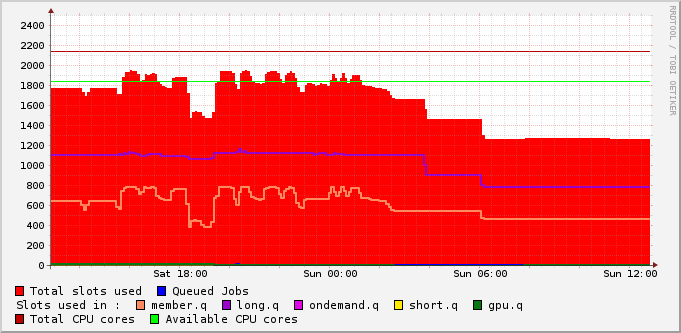 RRDTOOL / TOBI OETIKER
2400
2200
2000
1800
1600
1400
1200
1000
800
600
400
200
0
Sat 18:00 Sun 00:00 Sun 06:00 Sun 12:00
Total slots used Queued Jobs
Slots used in : member.q long.q ondemand.q short.q gpu.q
Total CPU cores Available CPU cores